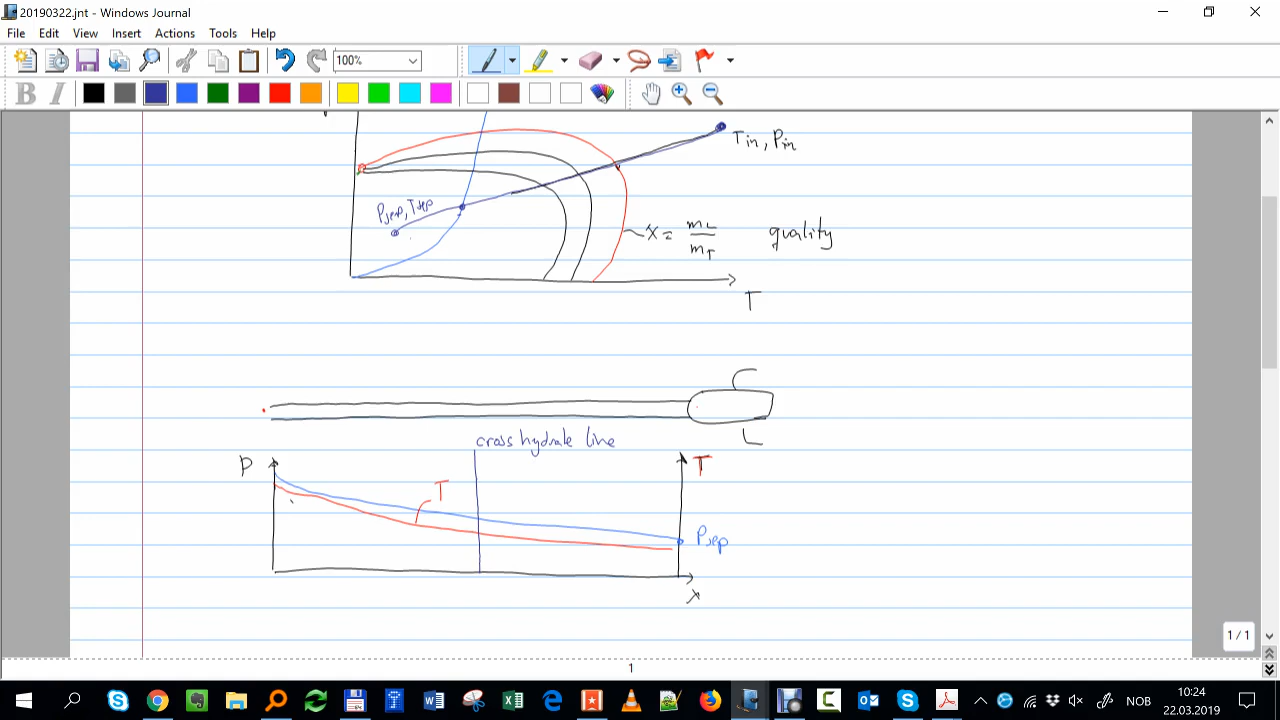 20190322.jnt - Windows Journal
File Edit View Insert Actions Tools Help
100%
B I
Tin, Pin
Psep, Tsep
X = mL / mT quality
T
cross hydrate line
P
T
T
Psep
x
1 / 1
1
NOB
10:24
22.03.2019